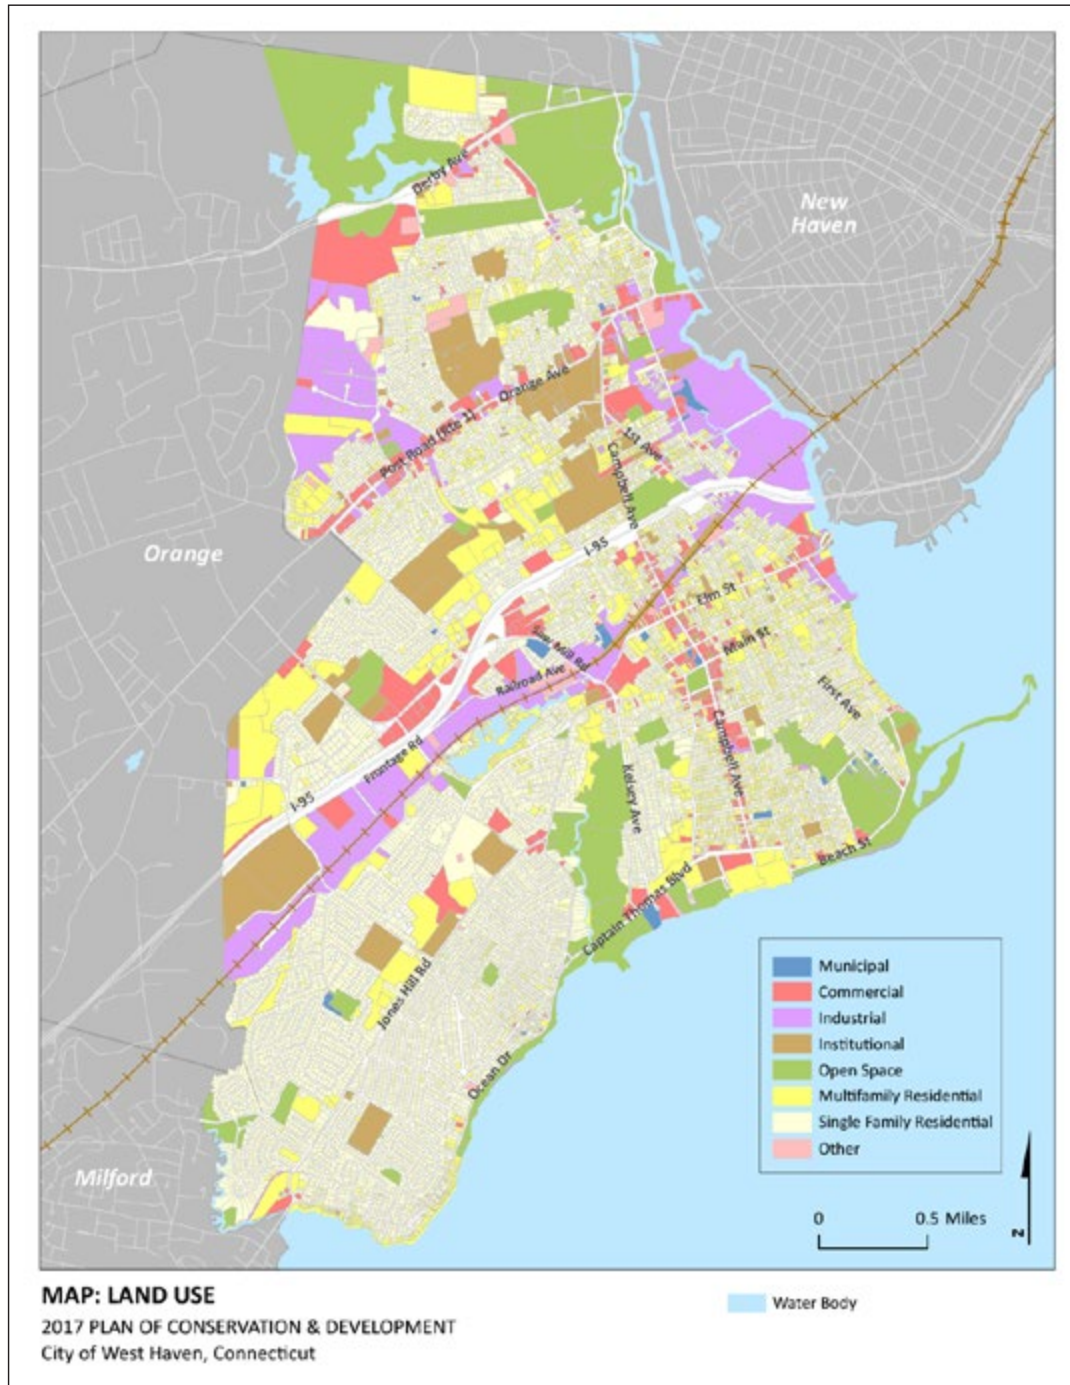 New
Haven
Derby Ave
Orange Ave
Post Road (Rte 1)
1st Ave
Campbell Ave
I-95
Orange
Elm St
Main St
Saw Mill Rd
Railroad Ave
First Ave
Campbell Ave
Frontage Rd
Kelsey Ave
I-95
Beach St
Captain Thomas Blvd
Jones Hill Rd
Ocean Dr
Milford
Municipal
Commercial
Industrial
Institutional
Open Space
Multifamily Residential
Single Family Residential
Other
0 0.5 Miles
N
MAP: LAND USE
2017 PLAN OF CONSERVATION & DEVELOPMENT
City of West Haven, Connecticut
Water Body